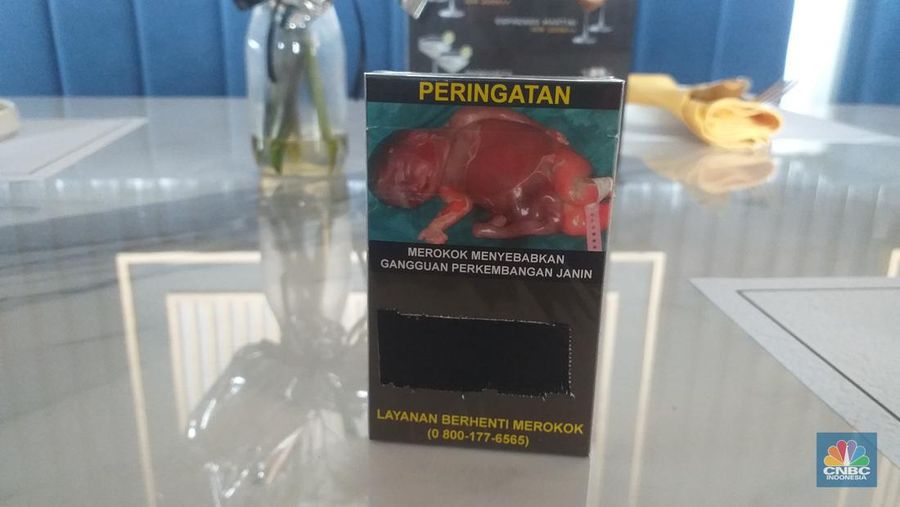 PERINGATAN
MEROKOK MENYEBABKAN
GANGGUAN PERKEMBANGAN JANIN
LAYANAN BERHENTI MEROKOK
(0 800-177-6565)
CNBC
INDONESIA